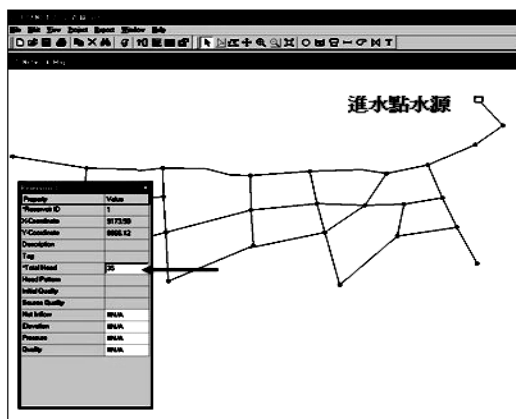 File Edit View Project Report Window Help
進水點水源
Property Value
*Reservoir ID 1
X-Coordinate
Y-Coordinate
Description
Tag
*Total Head 35
Head Pattern
Initial Quality
Source Quality
Net Inflow #N/A
Elevation #N/A
Pressure #N/A
Quality #N/A